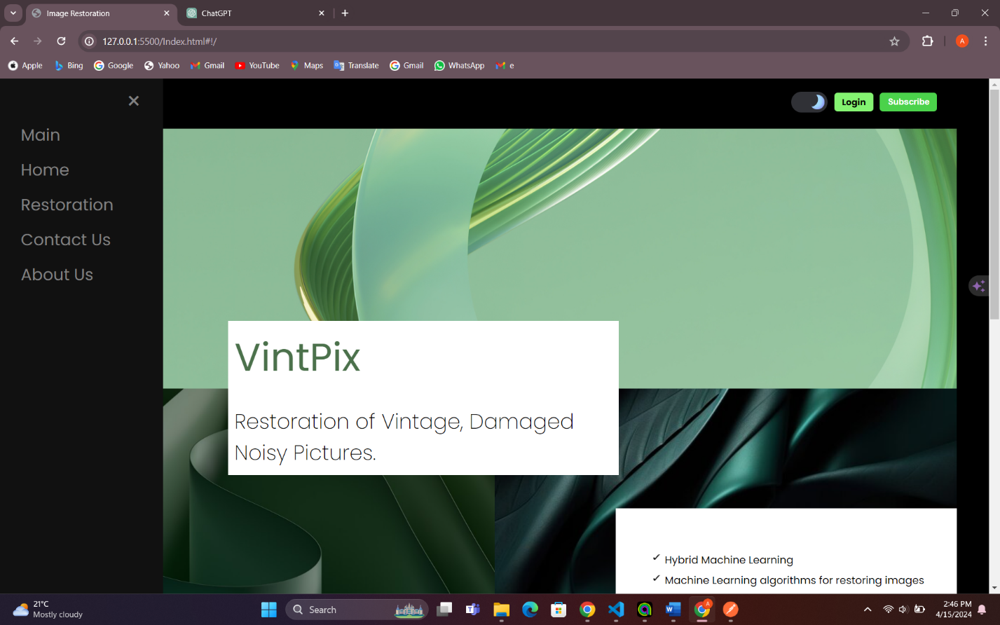 Image Restoration
ChatGPT
127.0.0.1:5500/Index.html#!/
A
Apple Bing Google Yahoo Gmail YouTube Maps Translate Gmail WhatsApp e
Login Subscribe
Main
Home
Restoration
Contact Us
About Us
VintPix
Restoration of Vintage, Damaged
Noisy Pictures.
Hybrid Machine Learning
Machine Learning algorithms for restoring images
21°C
Mostly cloudy
Search
2:46 PM
4/15/2024